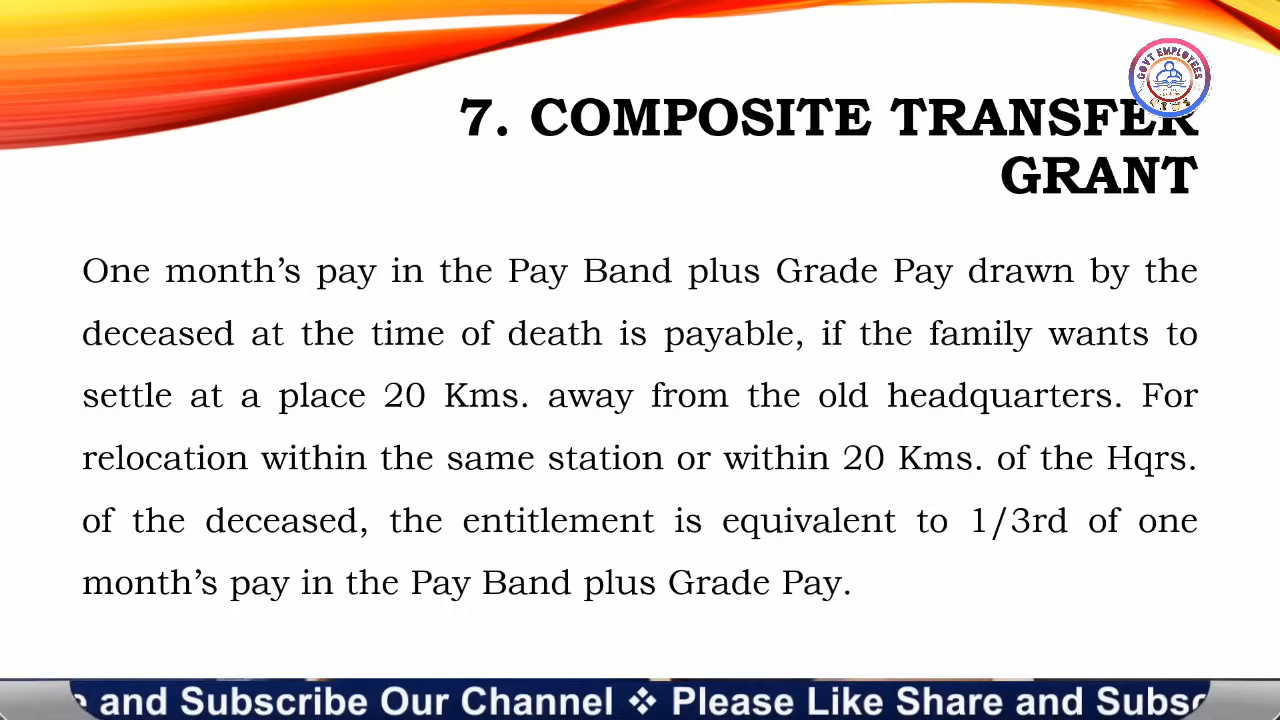 GOVT EMPLOYEES
NEWS
7. COMPOSITE TRANSFER
GRANT
One month’s pay in the Pay Band plus Grade Pay drawn by the
deceased at the time of death is payable, if the family wants to
settle at a place 20 Kms. away from the old headquarters. For
relocation within the same station or within 20 Kms. of the Hqrs.
of the deceased, the entitlement is equivalent to 1/3rd of one
month’s pay in the Pay Band plus Grade Pay.
and Subscribe Our Channel ❖ Please Like Share and Subsc